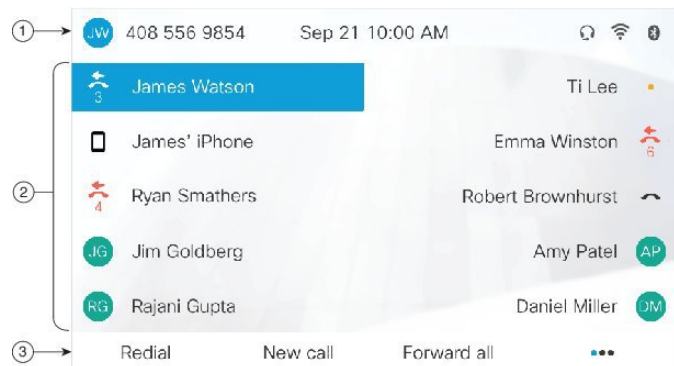 1 JW 408 556 9854 Sep 21 10:00 AM
3 James Watson Ti Lee
2 James' iPhone Emma Winston 6
4 Ryan Smathers Robert Brownhurst
JG Jim Goldberg Amy Patel AP
RG Rajani Gupta Daniel Miller DM
3 Redial New call Forward all